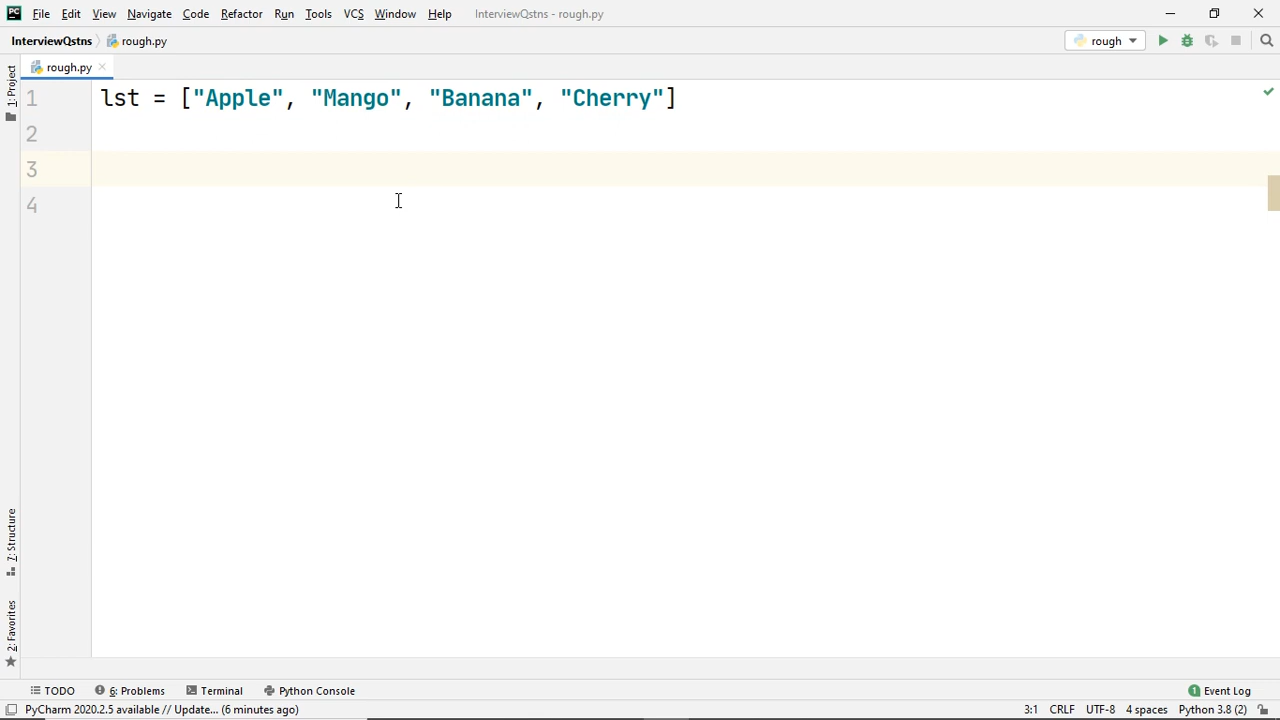 PC File Edit View Navigate Code Refactor Run Tools VCS Window Help InterviewQstns - rough.py
InterviewQstns rough.py rough
1: Project
rough.py
1 lst = ["Apple", "Mango", "Banana", "Cherry"]
2
3
4
7: Structure
2: Favorites
TODO 6: Problems Terminal Python Console 1 Event Log
PyCharm 2020.2.5 available // Update... (6 minutes ago) 3:1 CRLF UTF-8 4 spaces Python 3.8 (2)